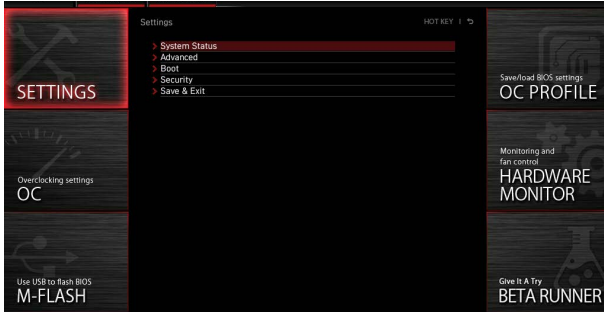 Settings
HOT KEY |
System Status
Advanced
Boot
Security
Save & Exit
SETTINGS
Overclocking settings
OC
Use USB to flash BIOS
M-FLASH
Save/load BIOS settings
OC PROFILE
Monitoring and
fan control
HARDWARE
MONITOR
Give It A Try
BETA RUNNER